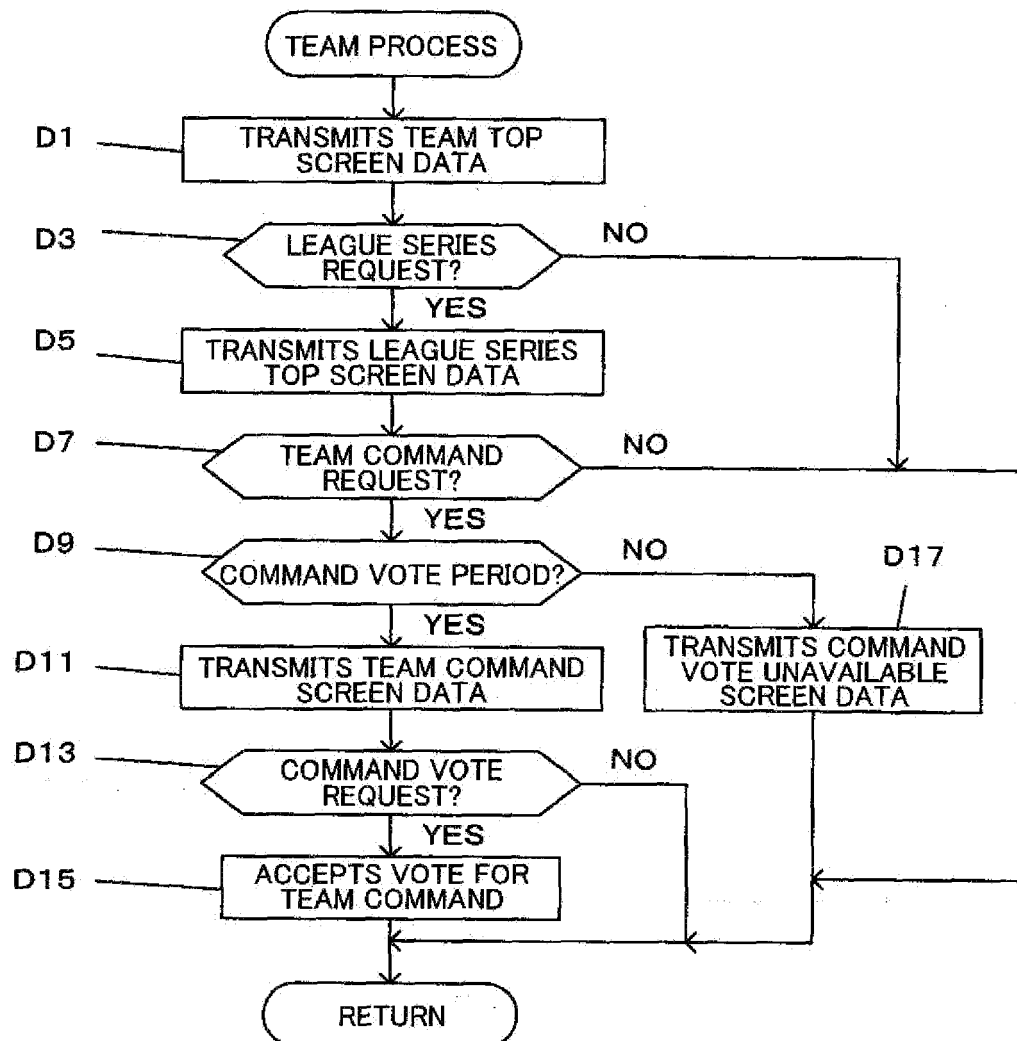 TEAM PROCESS
D1
TRANSMITS TEAM TOP
SCREEN DATA
D3
LEAGUE SERIES
REQUEST?
NO
YES
D5
TRANSMITS LEAGUE SERIES
TOP SCREEN DATA
D7
TEAM COMMAND
REQUEST?
NO
YES
D9
COMMAND VOTE PERIOD?
NO
D17
YES
D11
TRANSMITS TEAM COMMAND
SCREEN DATA
TRANSMITS COMMAND
VOTE UNAVAILABLE
SCREEN DATA
D13
COMMAND VOTE
REQUEST?
NO
YES
D15
ACCEPTS VOTE FOR
TEAM COMMAND
RETURN